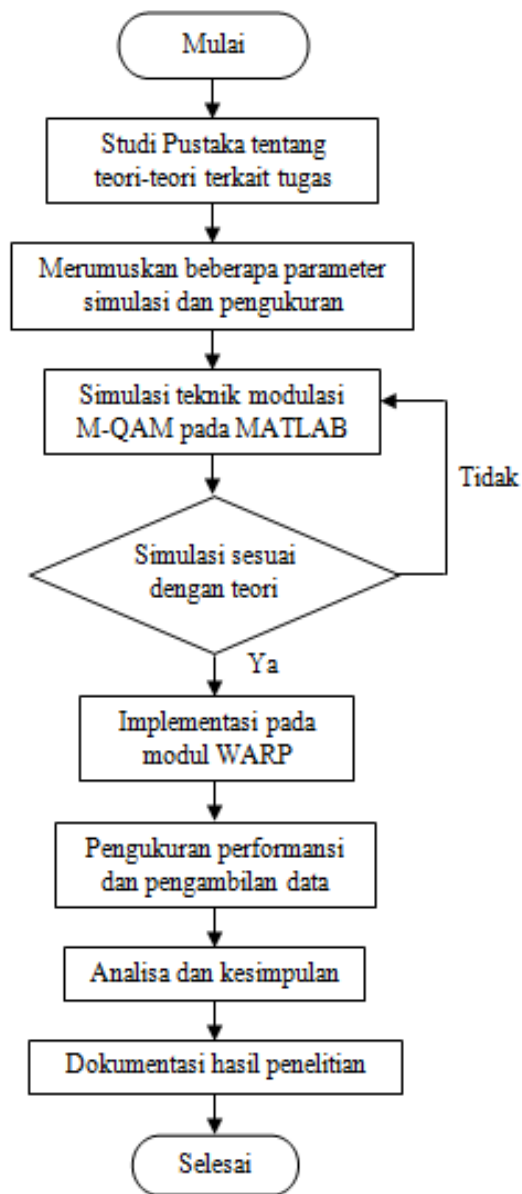 Mulai
Studi Pustaka tentang
teori-teori terkait tugas
Merumuskan beberapa parameter
simulasi dan pengukuran
Simulasi teknik modulasi
M-QAM pada MATLAB
Tidak
Simulasi sesuai
dengan teori
Ya
Implementasi pada
modul WARP
Pengukuran performansi
dan pengambilan data
Analisa dan kesimpulan
Dokumentasi hasil penelitian
Selesai